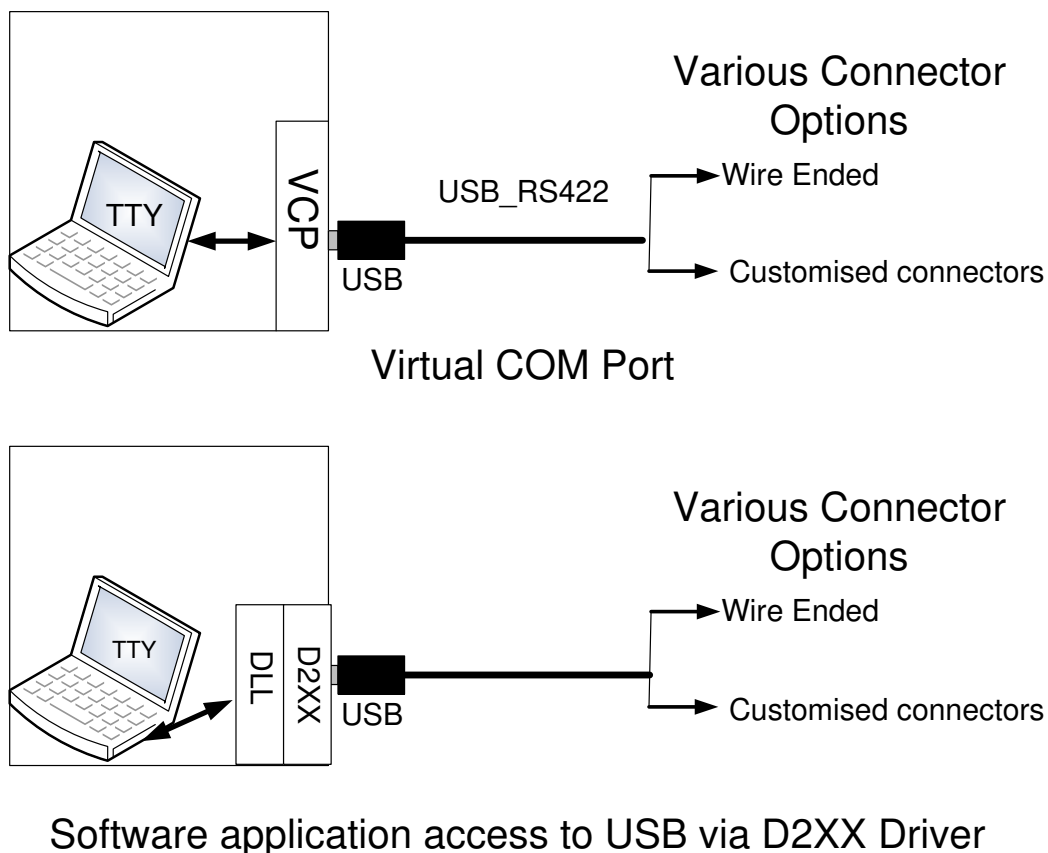 Various Connector
Options
Wire Ended
USB_RS422
TTY
VCP
USB
Customised connectors
Virtual COM Port
Various Connector
Options
Wire Ended
TTY
DLL
D2XX
USB
Customised connectors
Software application access to USB via D2XX Driver